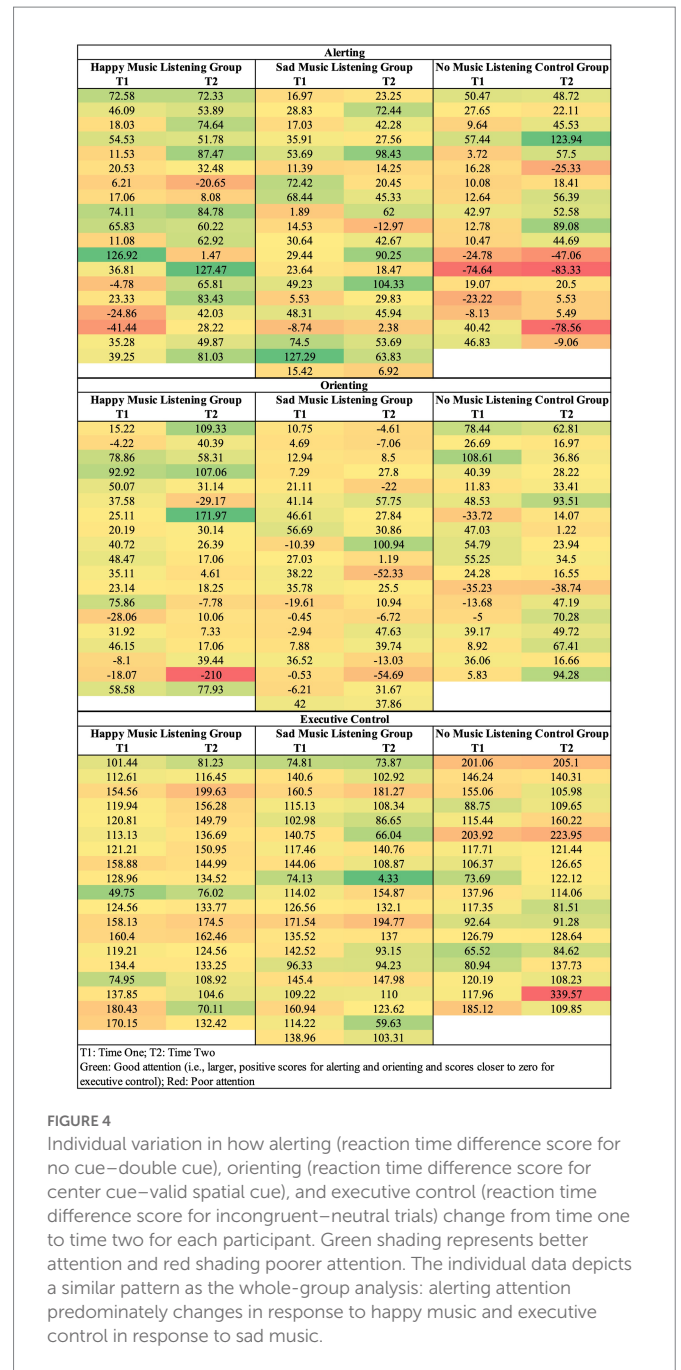 Alerting
Happy Music Listening Group Sad Music Listening Group No Music Listening Control Group
T1 T2 T1 T2 T1 T2
72.58 72.33 16.97 23.25 50.47 48.72
46.09 53.89 28.83 72.44 27.65 22.11
18.03 74.64 17.03 42.28 9.64 45.53
54.53 51.78 35.91 27.56 57.44 123.94
11.53 87.47 53.69 98.43 3.72 57.5
20.53 32.48 11.39 14.25 16.28 -25.33
6.21 -20.65 72.42 20.45 10.08 18.41
17.06 8.08 68.44 45.33 12.64 56.39
74.11 84.78 1.89 62 42.97 52.58
65.83 60.22 14.53 -12.97 12.78 89.08
11.08 62.92 30.64 42.67 10.47 44.69
126.92 1.47 29.44 90.25 -24.78 -47.06
36.81 127.47 23.64 18.47 -74.64 -83.33
-4.78 65.81 49.23 104.33 19.07 20.5
23.33 83.43 5.53 29.83 -23.22 5.53
-24.86 42.03 48.31 45.94 -8.13 5.49
-41.44 28.22 -8.74 2.38 40.42 -78.56
35.28 49.87 74.5 53.69 46.83 -9.06
39.25 81.03 127.29 63.83
15.42 6.92
Orienting
Happy Music Listening Group Sad Music Listening Group No Music Listening Control Group
T1 T2 T1 T2 T1 T2
15.22 109.33 10.75 -4.61 78.44 62.81
-4.22 40.39 4.69 -7.06 26.69 16.97
78.86 58.31 12.94 8.5 108.61 36.86
92.92 107.06 7.29 27.8 40.39 28.22
50.07 31.14 21.11 -22 11.83 33.41
37.58 -29.17 41.14 57.75 48.53 93.51
25.11 171.97 46.61 27.84 -33.72 14.07
20.19 30.14 56.69 30.86 47.03 1.22
40.72 26.39 -10.39 100.94 54.79 23.94
48.47 17.06 27.03 1.19 55.25 34.5
35.11 4.61 38.22 -52.33 24.28 16.55
23.14 18.25 35.78 25.5 -35.23 -38.74
75.86 -7.78 -19.61 10.94 -13.68 47.19
-28.06 10.06 -0.45 -6.72 -5 70.28
31.92 7.33 -2.94 47.63 39.17 49.72
46.15 17.06 7.88 39.74 8.92 67.41
-8.1 39.44 36.52 -13.03 36.06 16.66
-18.07 -210 -0.53 -54.69 5.83 94.28
58.58 77.93 -6.21 31.67
42 37.86
Executive Control
Happy Music Listening Group Sad Music Listening Group No Music Listening Control Group
T1 T2 T1 T2 T1 T2
101.44 81.23 74.81 73.87 201.06 205.1
112.61 116.45 140.6 102.92 146.24 140.31
154.56 199.63 160.5 181.27 155.06 105.98
119.94 156.28 115.13 108.34 88.75 109.65
120.81 149.79 102.98 86.65 115.44 160.22
113.13 136.69 140.75 66.04 203.92 223.95
121.21 150.95 117.46 140.76 117.71 121.44
158.88 144.99 144.06 108.87 106.37 126.65
128.96 134.52 74.13 4.33 73.69 122.12
49.75 76.02 114.02 154.87 137.96 114.06
124.56 133.77 126.56 132.1 117.35 81.51
158.13 174.5 171.54 194.77 92.64 91.28
160.4 162.46 135.52 137 126.79 128.64
119.21 124.56 142.52 93.15 65.52 84.62
134.4 133.25 96.33 94.23 80.94 137.73
74.95 108.92 145.4 147.98 120.19 108.23
137.85 104.6 109.22 110 117.96 339.57
180.43 70.11 160.94 123.62 185.12 109.85
170.15 132.42 114.22 59.63
138.96 103.31
T1: Time One; T2: Time Two
Green: Good attention (i.e., larger, positive scores for alerting and orienting and scores closer to zero for
executive control); Red: Poor attention
FIGURE 4
Individual variation in how alerting (reaction time difference score for
no cue–double cue), orienting (reaction time difference score for
center cue–valid spatial cue), and executive control (reaction time
difference score for incongruent–neutral trials) change from time one
to time two for each participant. Green shading represents better
attention and red shading poorer attention. The individual data depicts
a similar pattern as the whole-group analysis: alerting attention
predominately changes in response to happy music and executive
control in response to sad music.